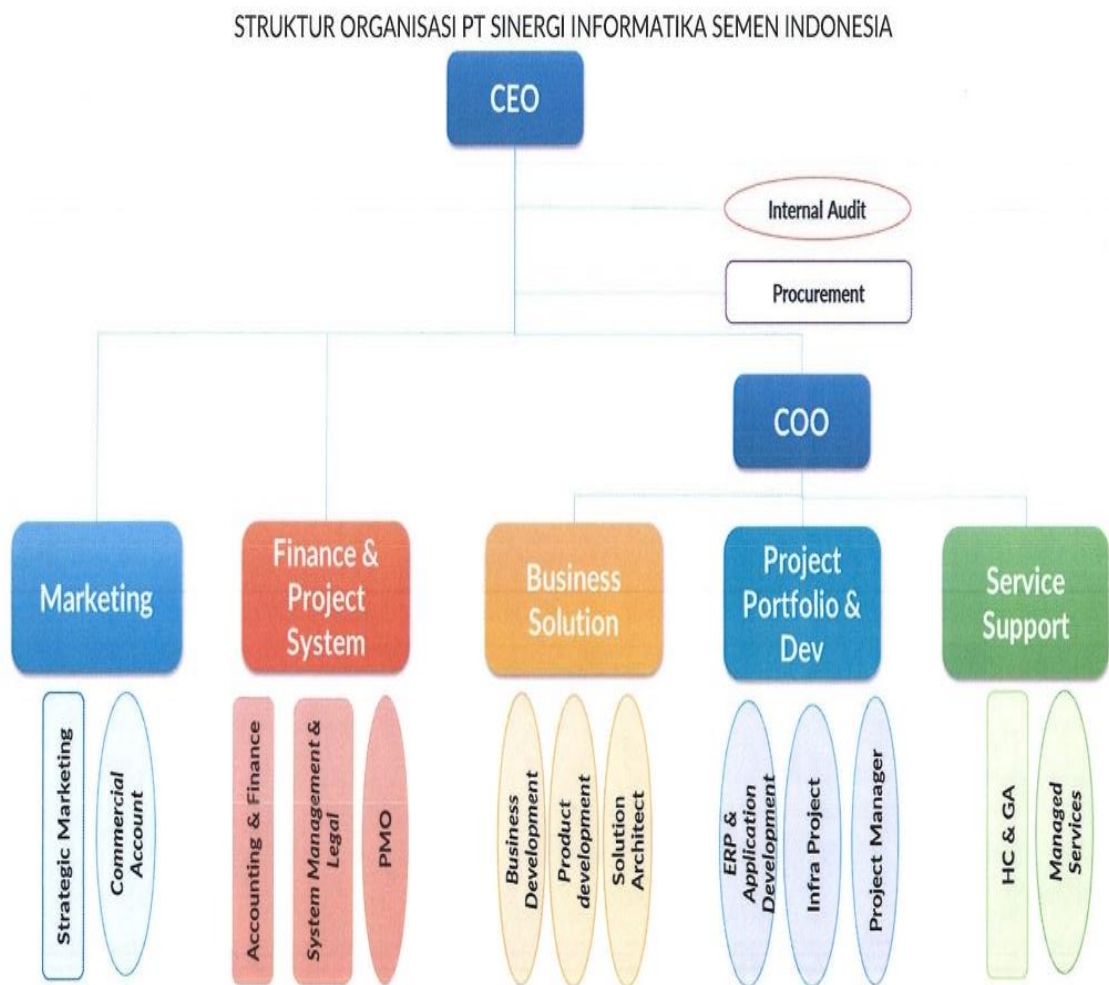 STRUKTUR ORGANISASI PT SINERGI INFORMATIKA SEMEN INDONESIA
CEO
Internal Audit
Procurement
COO
Marketing
Finance &
Project
System
Business
Solution
Project
Portfolio &
Dev
Service
Support
Strategic Marketing
Commercial
Account
Accounting & Finance
System Management &
Legal
PMO
Business
Development
Product
development
Solution
Architect
ERP &
Application
Development
Infra Project
Project Manager
HC & GA
Managed
Services